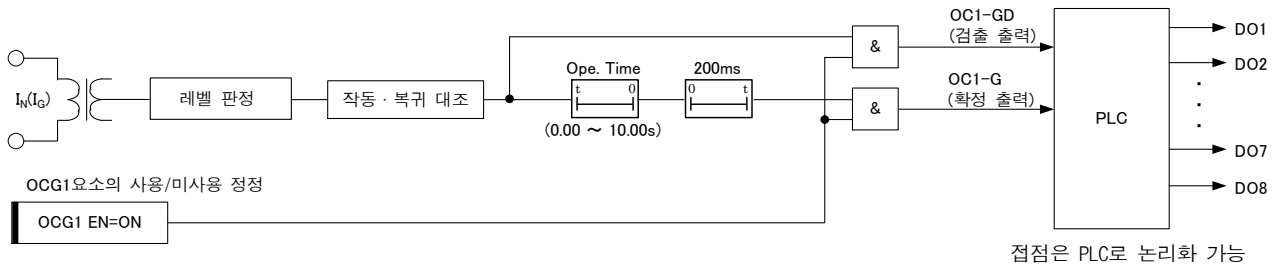 I_N(I_G)
레벨 판정
작동·복귀 대조
Ope. Time
t 0
(0.00 ~ 10.00s)
200ms
0 t
&
&
OC1-GD
(검출 출력)
OC1-G
(확정 출력)
PLC
DO1
DO2
DO7
DO8
OCG1요소의 사용/미사용 정정
OCG1 EN=ON
접점은 PLC로 논리화 가능